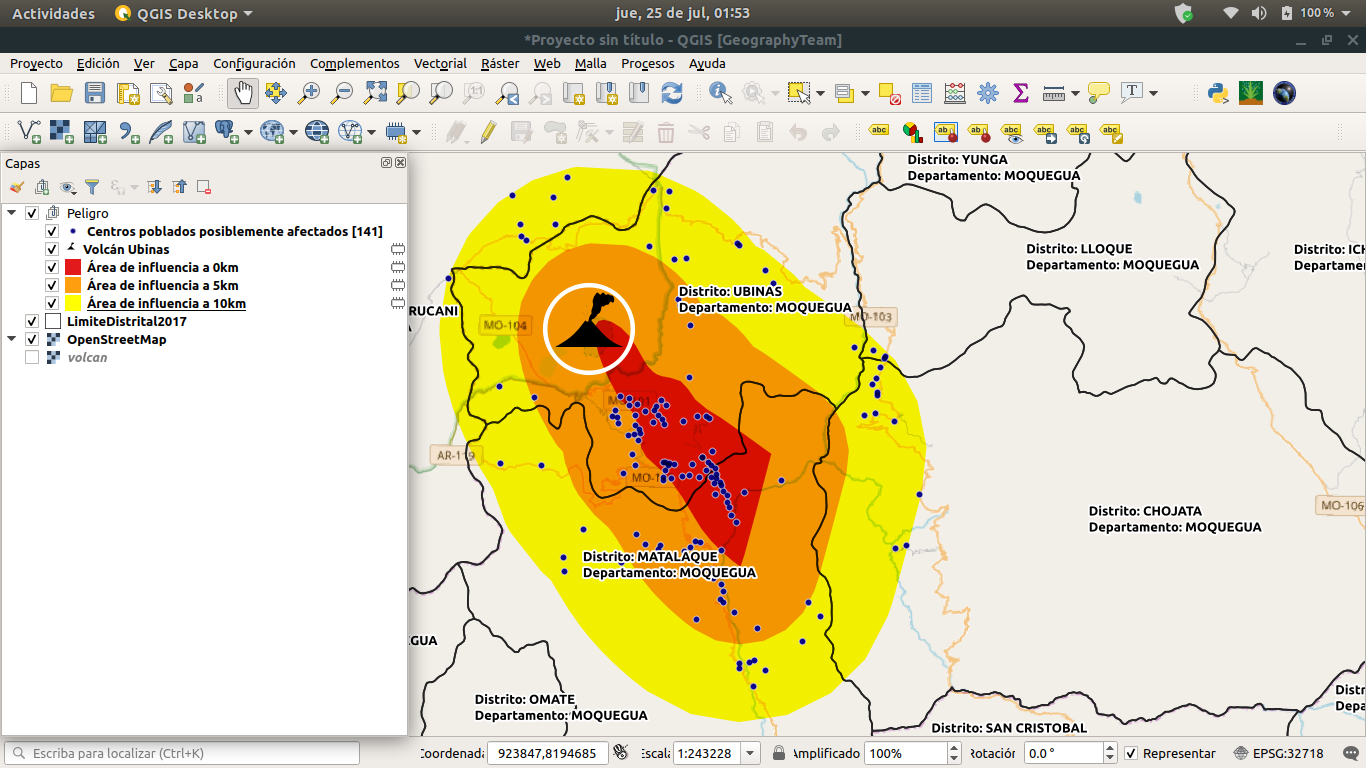 Actividades QGIS Desktop jue, 25 de jul, 01:53 100 %
*Proyecto sin título - QGIS [GeographyTeam]
Proyecto Edición Ver Capa Configuración Complementos Vectorial Ráster Web Malla Procesos Ayuda
Capas
Peligro
Centros poblados posiblemente afectados [141]
Volcán Ubinas
Área de influencia a 0km
Área de influencia a 5km
Área de influencia a 10km
LimiteDistrital2017
OpenStreetMap
volcan
Distrito: YUNGA
Departamento: MOQUEGUA
Distrito: LLOQUE
Departamento: MOQUEGUA
Distrito: ICH
Departam
Distrito: UBINAS
Departamento: MOQUEGUA
RUCANI
A
MO-104
MO-103
AR-119
MO-106
Distrito: CHOJATA
Departamento: MOQUEGUA
Distrito: MATALAQUE
Departamento: MOQUEGUA
GUA
Distrito: OMATE
Departamento: MOQUEGUA
Distr
Depa
Distrito: SAN CRISTOBAL
Escriba para localizar (Ctrl+K) Coordenada 923847,8194685 Escala 1:243228 Amplificado 100% Rotación 0.0 ° Representar EPSG:32718